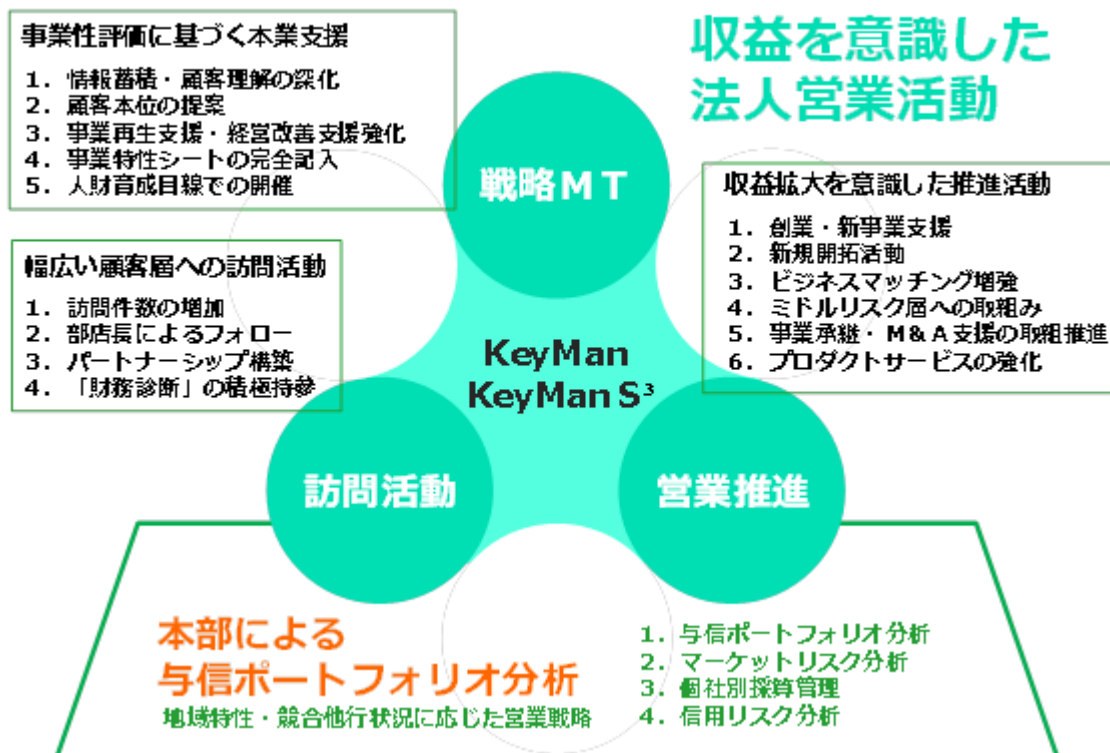 収益を意識した
法人営業活動
事業性評価に基づく本業支援
1. 情報蓄積・顧客理解の深化
2. 顧客本位の提案
3. 事業再生支援・経営改善支援強化
4. 事業特性シートの完全記入
5. 人財育成目線での開催
戦略MT
収益拡大を意識した推進活動
1. 創業・新事業支援
2. 新規開拓活動
3. ビジネスマッチング増強
4. ミドルリスク層への取組み
5. 事業承継・M&A支援の取組推進
6. プロダクトサービスの強化
幅広い顧客層への訪問活動
1. 訪問件数の増加
2. 部店長によるフォロー
3. パートナーシップ構築
4. 「財務診断」の積極持参
KeyMan
KeyMan S³
訪問活動
営業推進
本部による
与信ポートフォリオ分析
地域特性・競合他行状況に応じた営業戦略
1. 与信ポートフォリオ分析
2. マーケットリスク分析
3. 個社別採算管理
4. 信用リスク分析